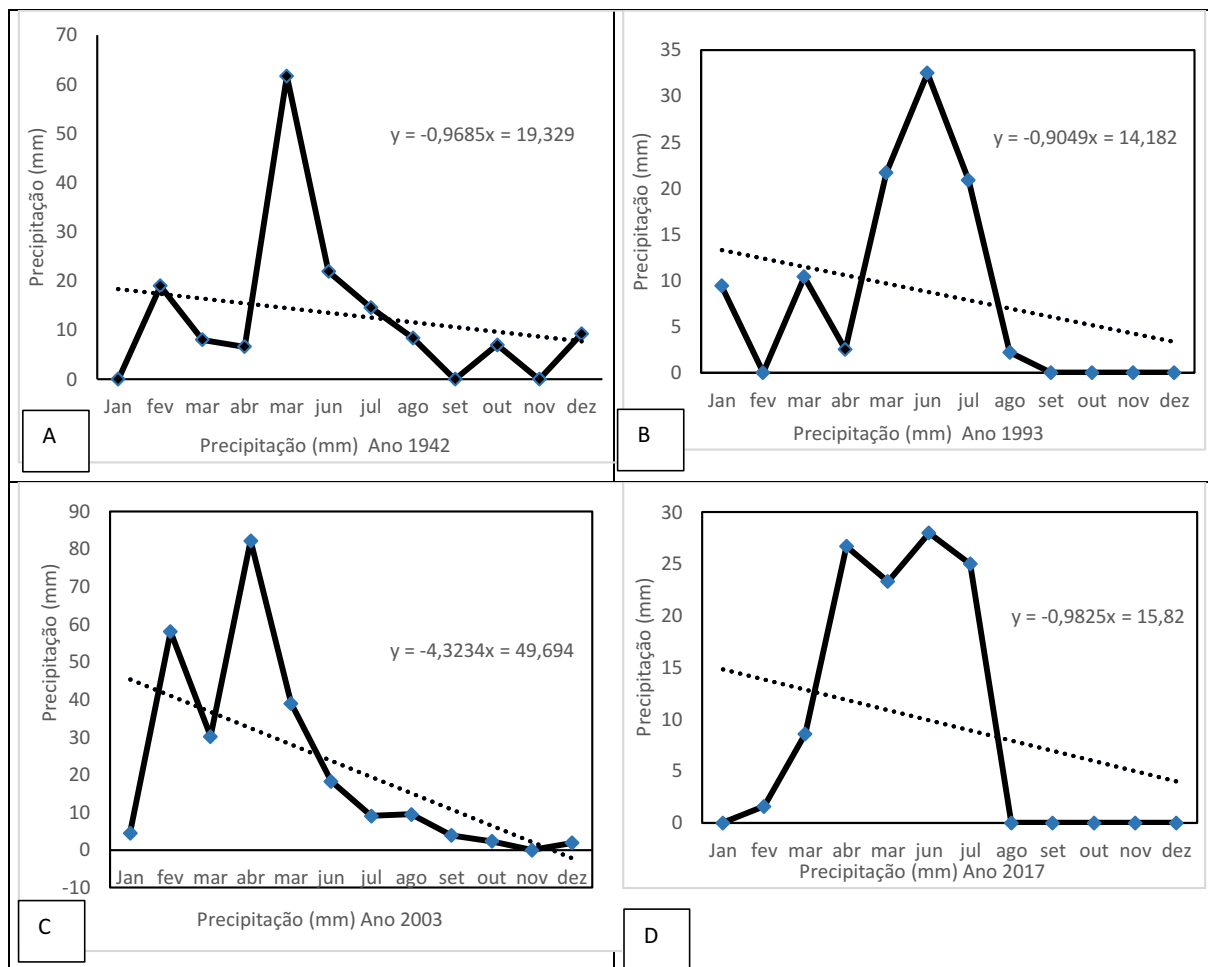 70
60
50
40
30
20
10
0
Precipitação (mm)
y = -0,9685x = 19,329
Jan fev mar abr mar jun jul ago set out nov dez
Precipitação (mm) Ano 1942
A
35
30
25
20
15
10
5
0
Precipitação (mm)
y = -0,9049x = 14,182
Jan fev mar abr mar jun jul ago set out nov dez
Precipitação (mm) Ano 1993
B
90
80
70
60
50
40
30
20
10
0
-10
Precipitação (mm)
y = -4,3234x = 49,694
Jan fev mar abr mar jun jul ago set out nov dez
Precipitação (mm) Ano 2003
C
30
25
20
15
10
5
0
Precipitação (mm)
y = -0,9825x = 15,82
Jan fev mar abr mar jun jul ago set out nov dez
Precipitação (mm) Ano 2017
D